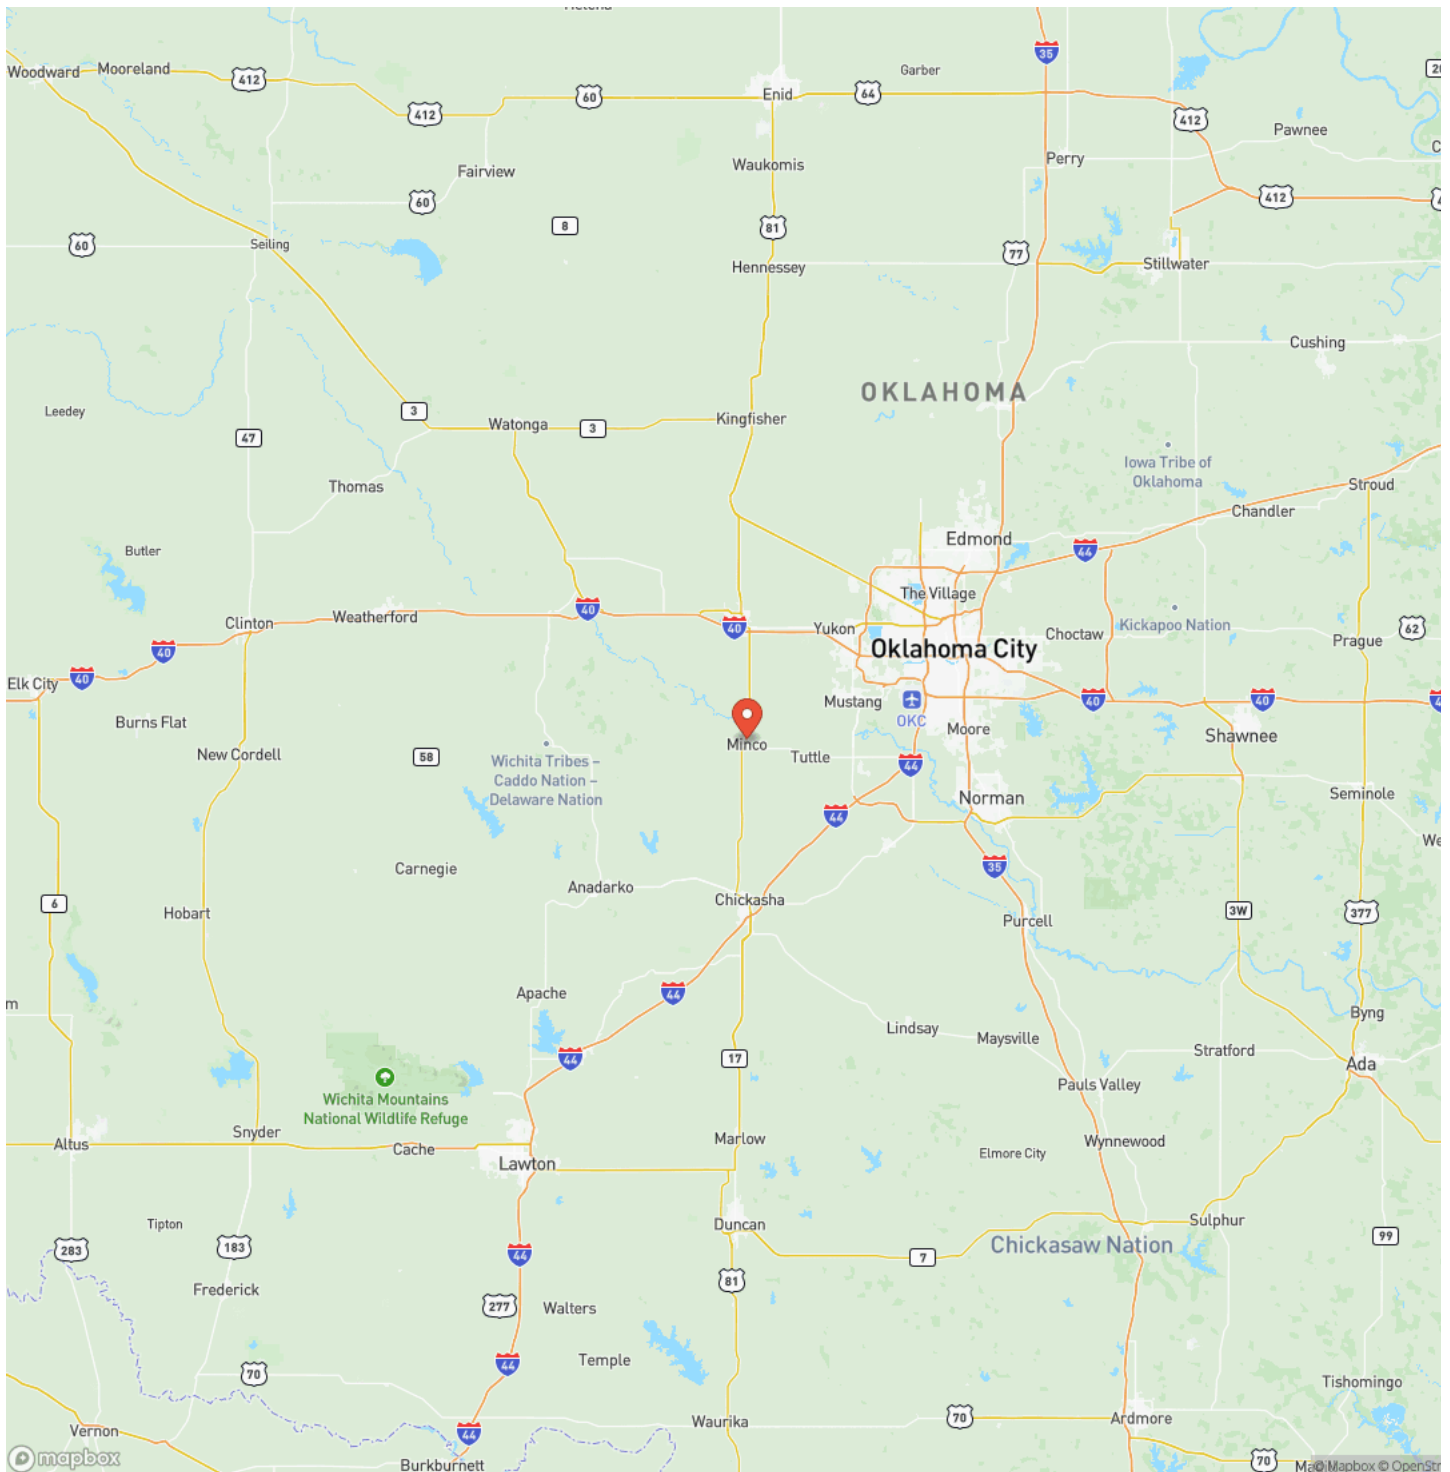 Helena
35
Woodward
Mooreland
412
Garber
60
Enid
64
412
412
Pawnee
Perry
Waukomis
Fairview
60
412
8
81
60
Seiling
77
Hennessey
Stillwater
Cushing
OKLAHOMA
Leedey
3
Kingfisher
Watonga
3
47
Iowa Tribe of
Oklahoma
Thomas
Stroud
Chandler
Edmond
Butler
44
The Village
40
Weatherford
Clinton
40
Yukon
Kickapoo Nation
62
Choctaw
Prague
Oklahoma City
40
40
Elk City
Mustang
OKC
40
40
Burns Flat
Moore
Shawnee
Minco
New Cordell
58
Tuttle
Wichita Tribes –
Caddo Nation –
Delaware Nation
44
Norman
Seminole
44
35
Carnegie
Anadarko
Chickasha
6
Hobart
3W
377
Purcell
Apache
44
Byng
Lindsay
Maysville
Stratford
17
44
Ada
Pauls Valley
Wichita Mountains
National Wildlife Refuge
Snyder
Altus
Cache
Marlow
Wynnewood
Elmore City
Lawton
Tipton
Duncan
Sulphur
99
283
183
44
7
Chickasaw Nation
81
Frederick
277
Walters
70
44
Temple
Tishomingo
Vernon
44
Waurika
70
Ardmore
mapbox
Burkburnett
70
© Mapbox © OpenStr